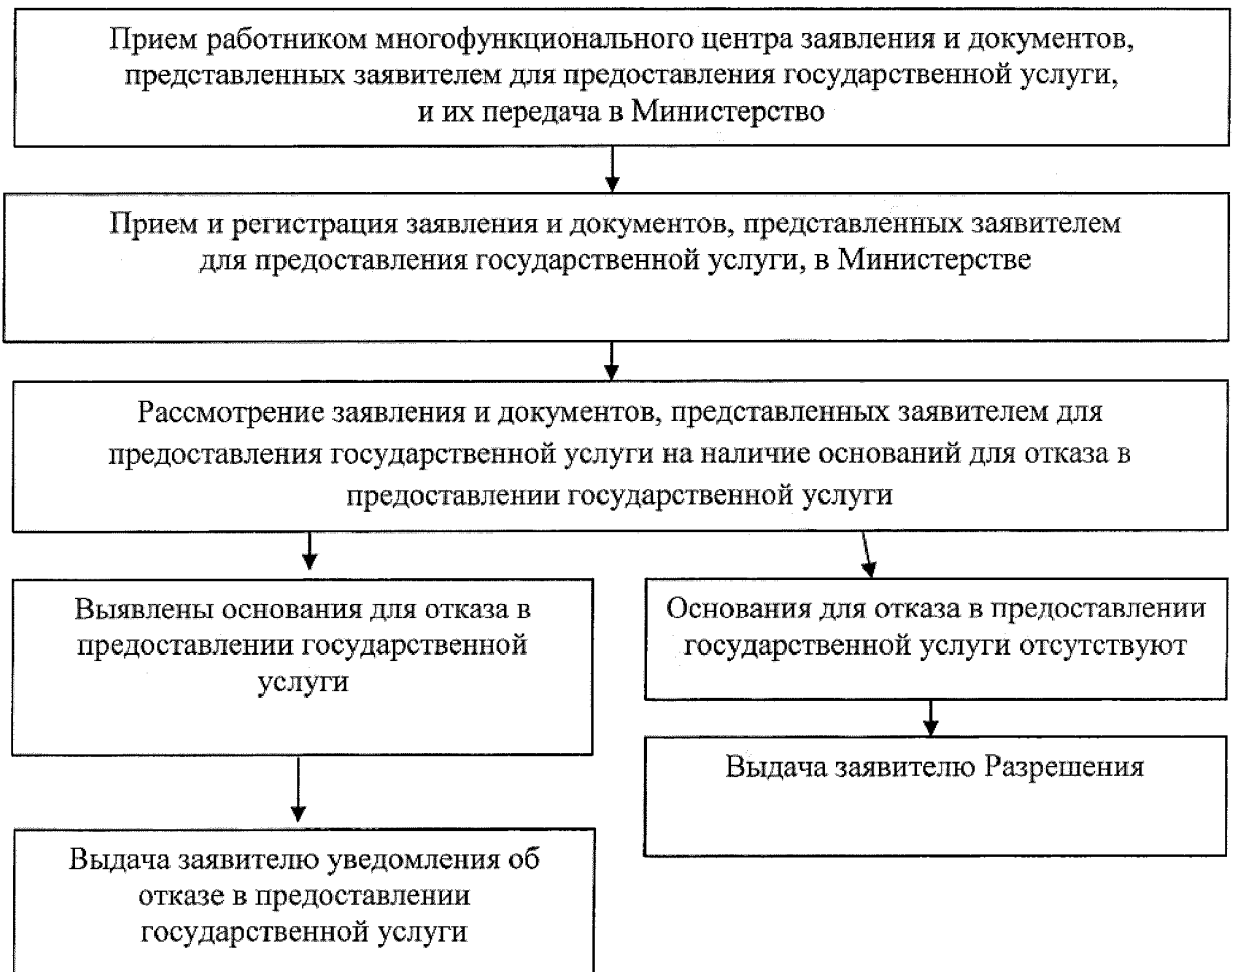 Прием работником многофункционального центра заявления и документов,
представленных заявителем для предоставления государственной услуги,
и их передача в Министерство
Прием и регистрация заявления и документов, представленных заявителем
для предоставления государственной услуги, в Министерстве
Рассмотрение заявления и документов, представленных заявителем для
предоставления государственной услуги на наличие оснований для отказа в
предоставлении государственной услуги
Выявлены основания для отказа в
предоставлении государственной
услуги
Основания для отказа в предоставлении
государственной услуги отсутствуют
Выдача заявителю Разрешения
Выдача заявителю уведомления об
отказе в предоставлении
государственной услуги